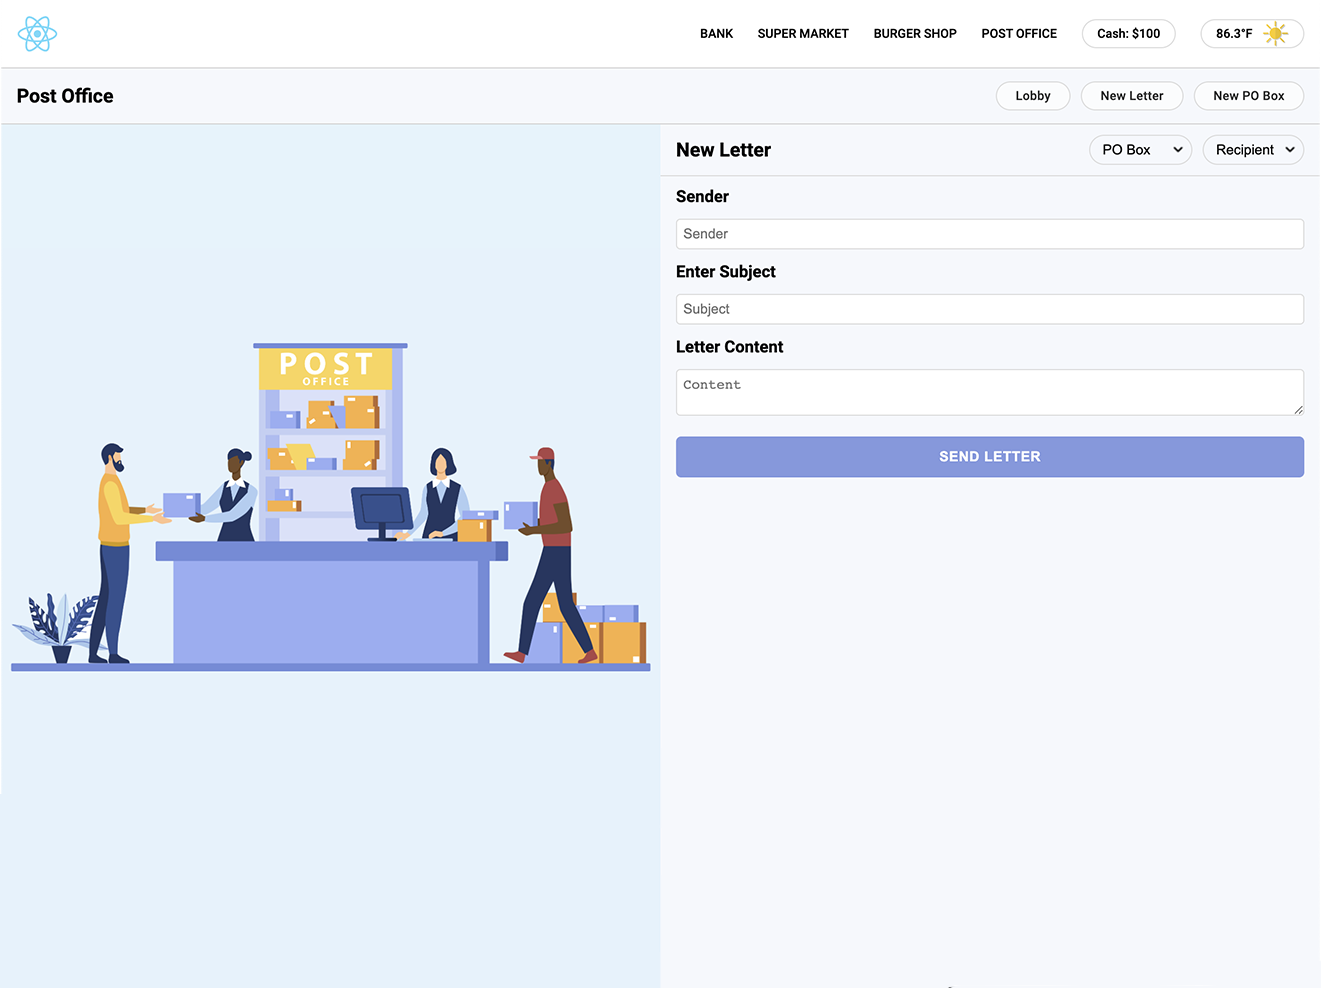 BANK SUPER MARKET BURGER SHOP POST OFFICE Cash: $100 86.3°F
Post Office Lobby New Letter New PO Box
New Letter PO Box Recipient
Sender
Sender
Enter Subject
Subject
Letter Content
Content
SEND LETTER
POST
OFFICE